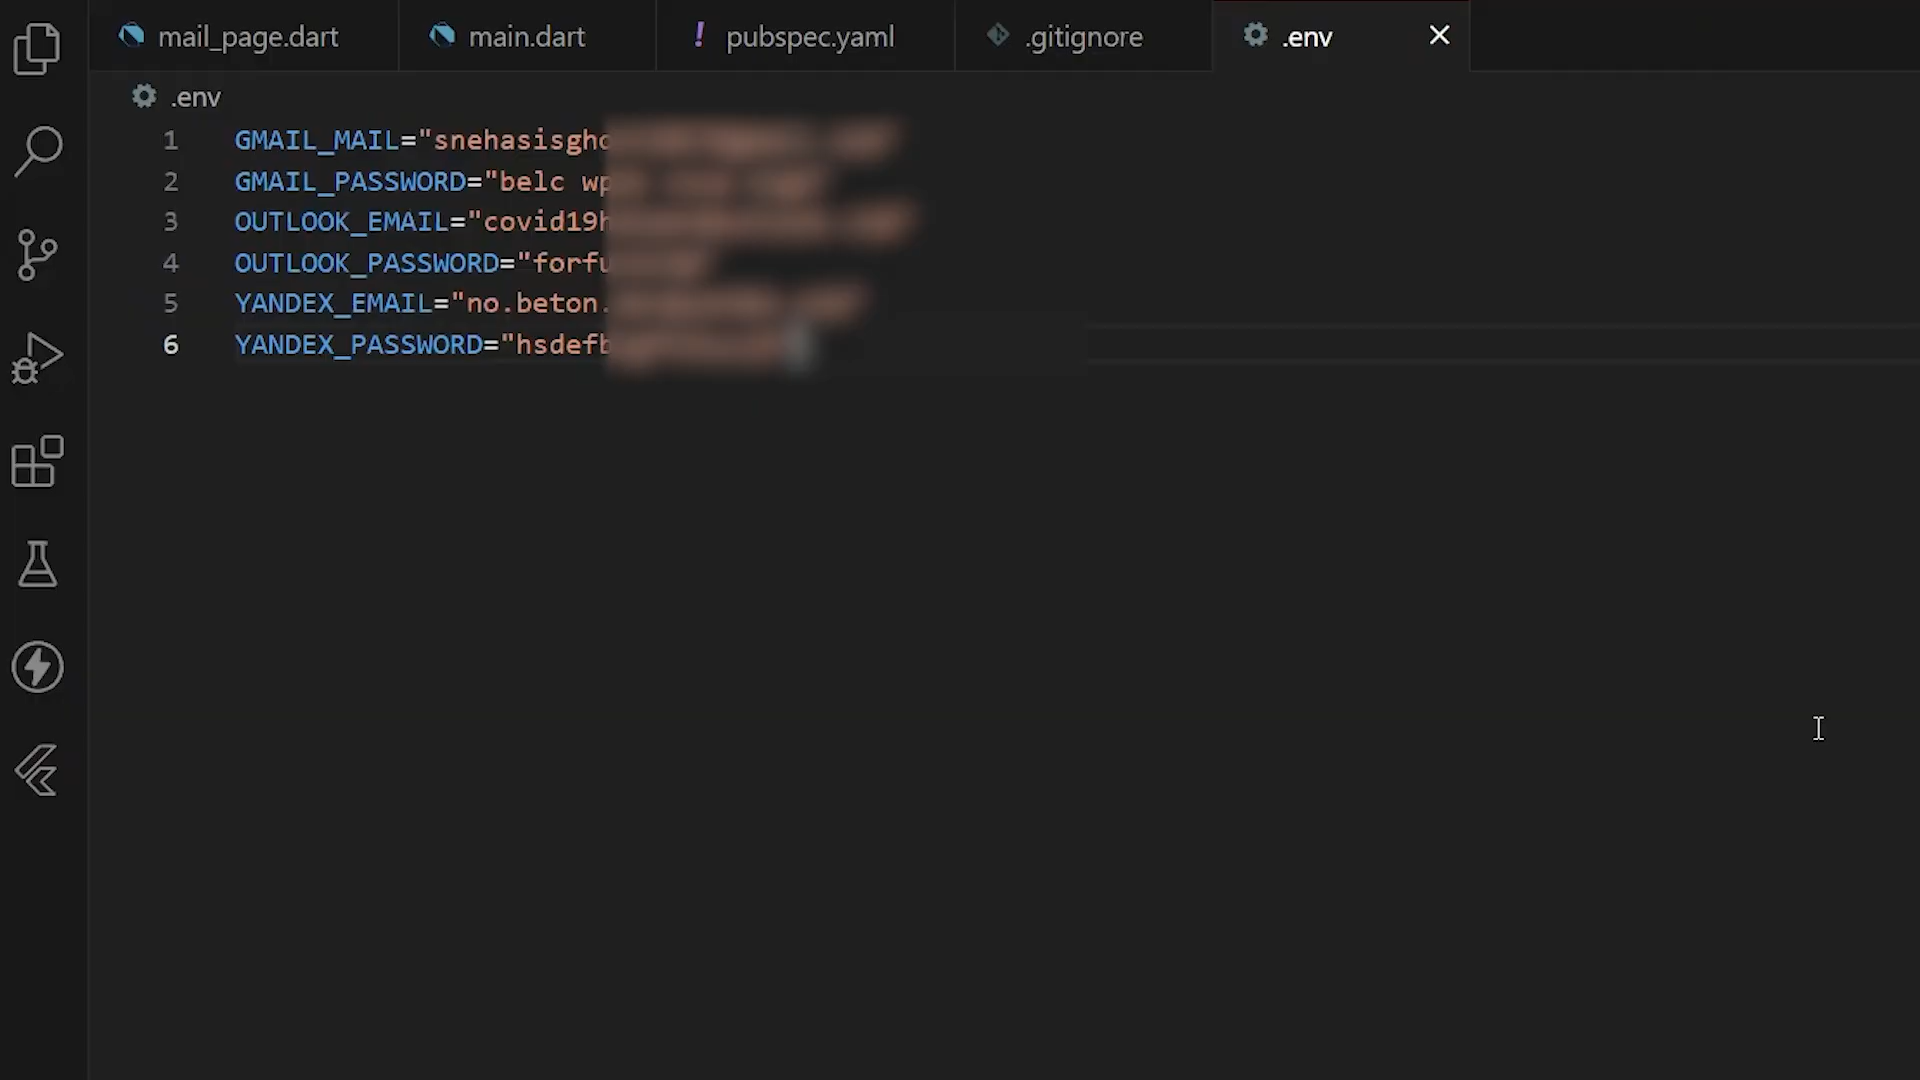 mail_page.dart main.dart ! pubspec.yaml .gitignore .env
.env
1 GMAIL_MAIL="snehasisgho
2 GMAIL_PASSWORD="belc wp
3 OUTLOOK_EMAIL="covid19h
4 OUTLOOK_PASSWORD="forfu
5 YANDEX_EMAIL="no.beton.
6 YANDEX_PASSWORD="hsdefb